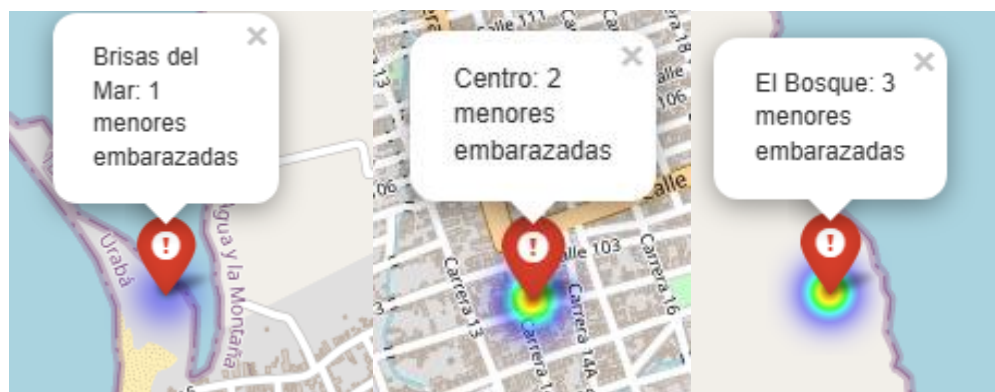 Brisas del
Mar: 1
menores
embarazadas
×
Urabá
Agua y la Montaña
Calle 111
Carrera 18
106
Centro: 2
menores
embarazadas
×
Calle
Calle 103
Carrera 13
Carrera 14A
Carrera 16
El Bosque: 3
menores
embarazadas
×